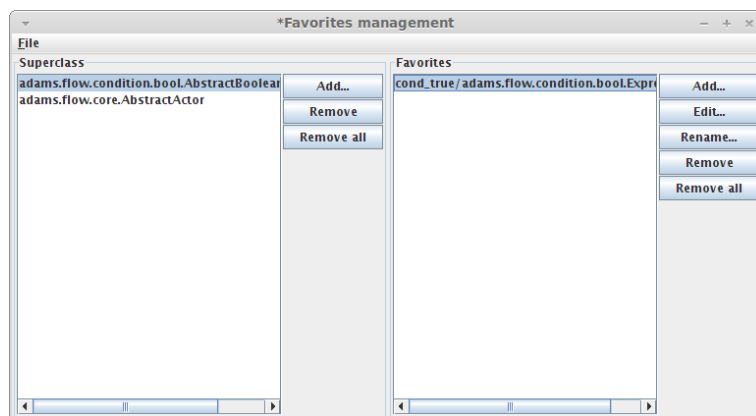 *Favorites management
File
Superclass
adams.flow.condition.bool.AbstractBoolean
adams.flow.core.AbstractActor
Add...
Remove
Remove all
Favorites
cond_true/adams.flow.condition.bool.Expre
Add...
Edit...
Rename...
Remove
Remove all